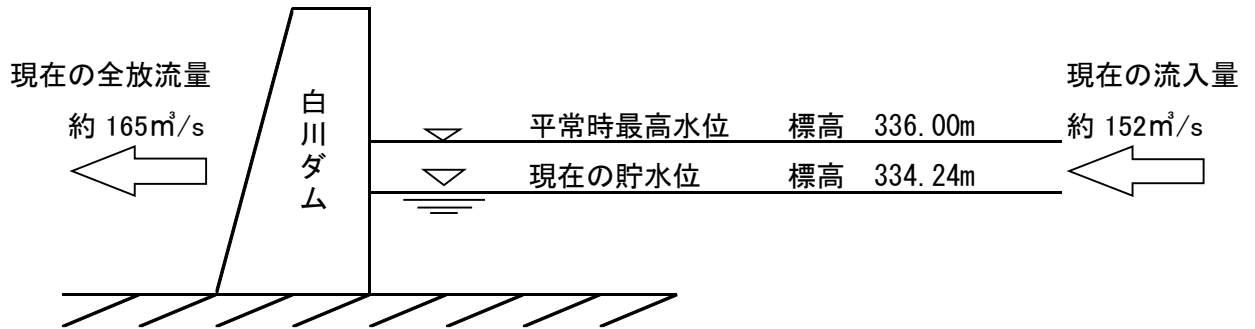 現在の全放流量
約 165㎥/s
白川ダム
平常時最高水位 標高 336.00m
現在の貯水位 標高 334.24m
現在の流入量
約 152㎥/s